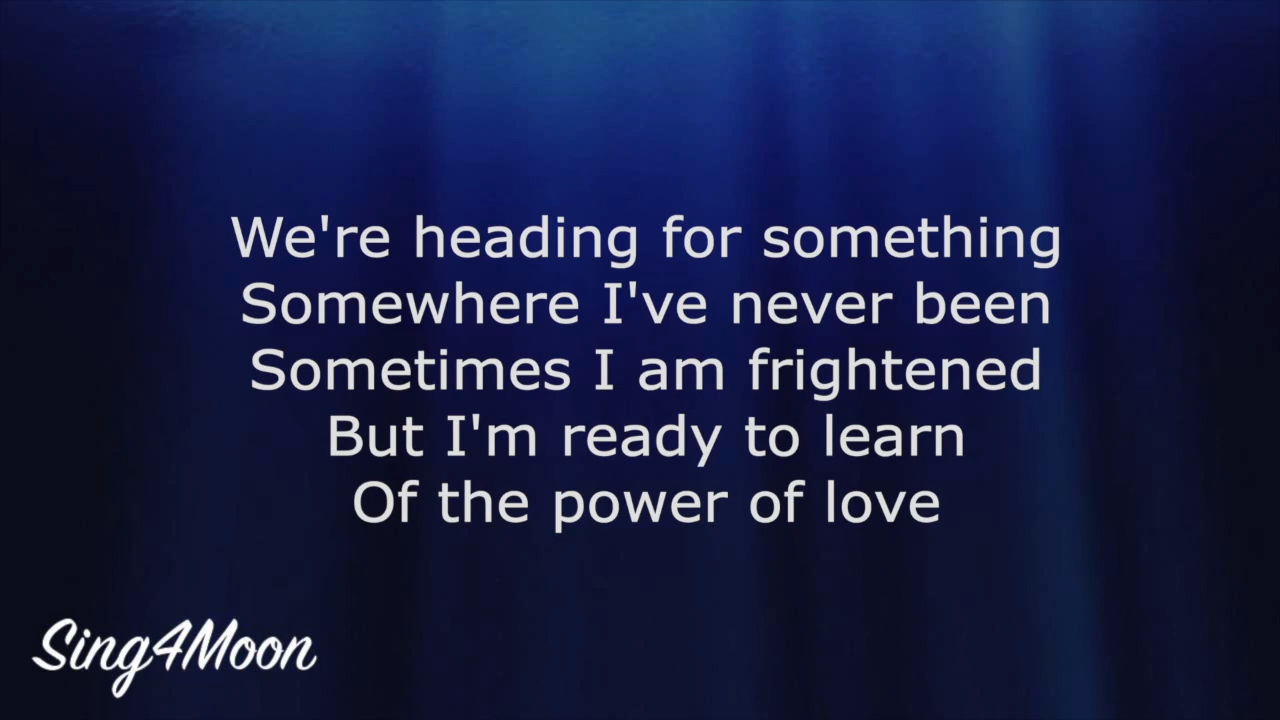 We're heading for something
Somewhere I've never been
Sometimes I am frightened
But I'm ready to learn
Of the power of love
Sing4Moon